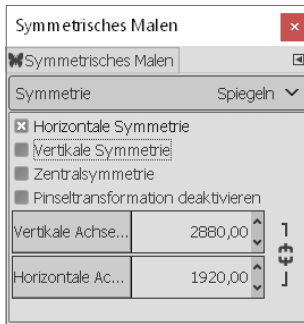 Symmetrisches Malen
Symmetrisches Malen
Symmetrie Spiegeln
Horizontale Symmetrie
Vertikale Symmetrie
Zentralsymmetrie
Pinseltransformation deaktivieren
Vertikale Achse... 2880,00
Horizontale Ac... 1920,00